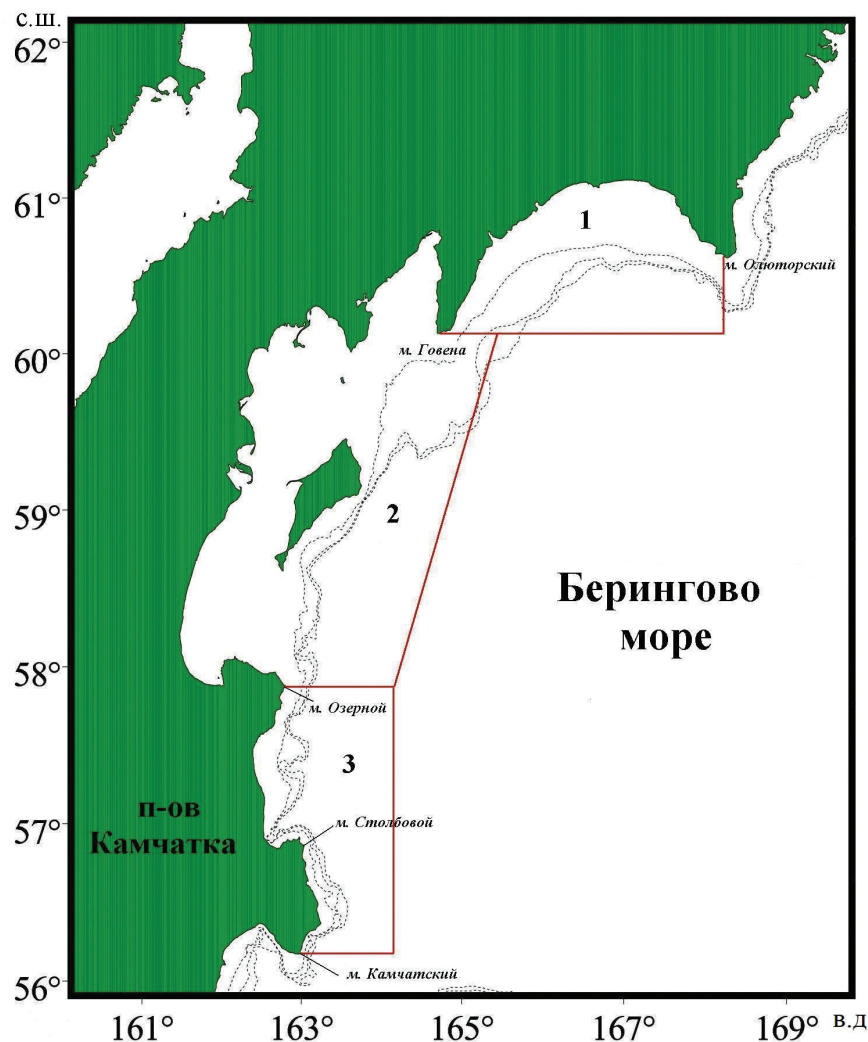 с.ш.
62°
61°
1
м. Олюторский
60°
м. Говена
59°
2
Берингово
море
58°
м. Озерной
3
п-ов
Камчатка
57°
м. Столбовой
м. Камчатский
56°
161°
163°
165°
167°
169°
в.д